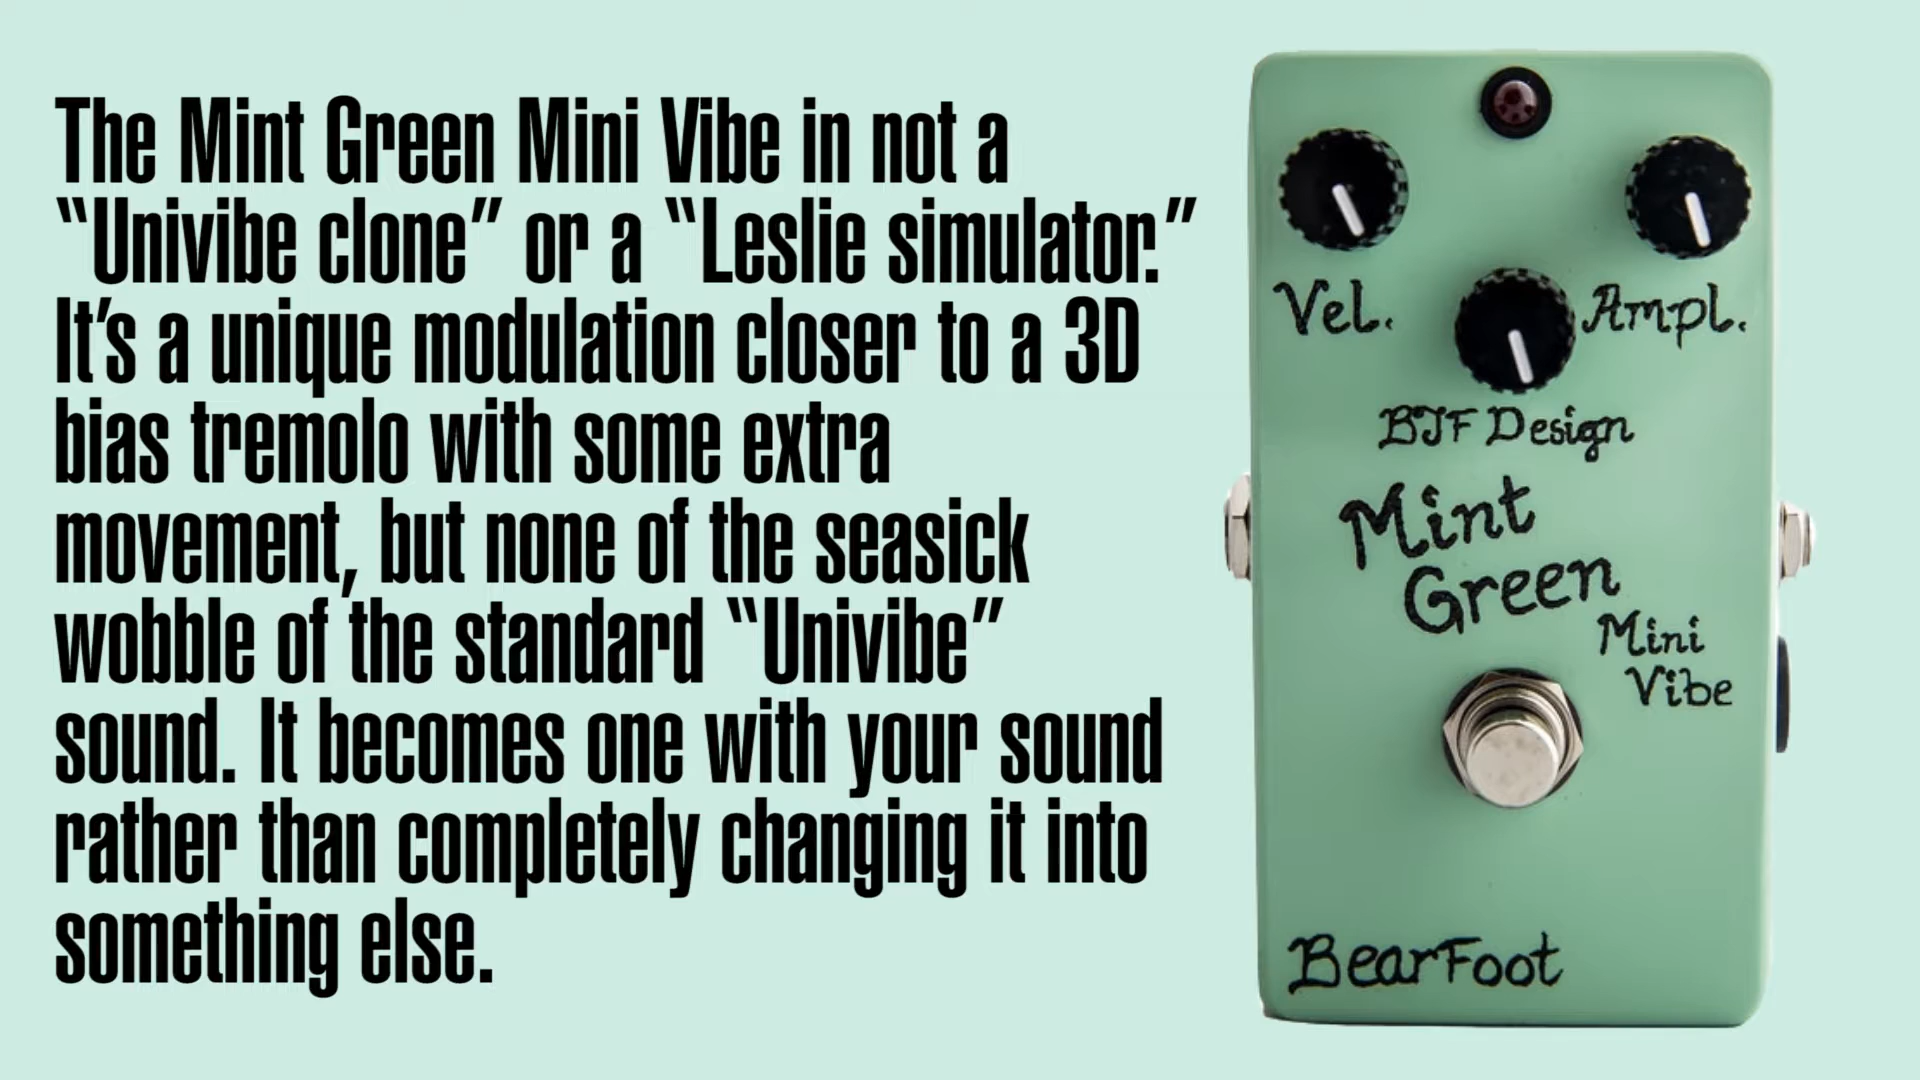 The Mint Green Mini Vibe in not a
“Univibe clone” or a “Leslie simulator.”
It’s a unique modulation closer to a 3D
bias tremolo with some extra
movement, but none of the seasick
wobble of the standard “Univibe”
sound. It becomes one with your sound
rather than completely changing it into
something else.
Vel.
Ampl.
BJF Design
Mint
Green
Mini
Vibe
BearFoot